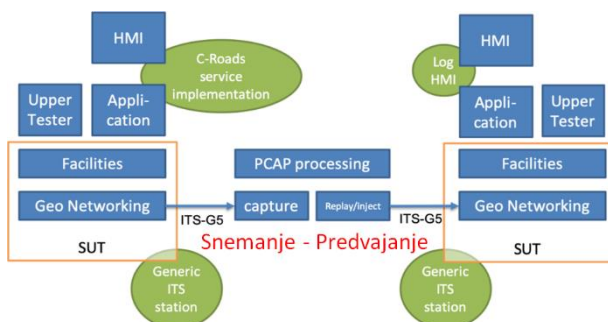 HMI
C-Roads
service
implementation
Upper
Tester
Appli-
cation
Facilities
Geo Networking
SUT
ITS-G5
Generic
ITS
station
PCAP processing
capture
Replay/inject
ITS-G5
Snemanje - Predvajanje
HMI
Log
HMI
Appli-
cation
Upper
Tester
Facilities
Geo Networking
SUT
Generic
ITS
station